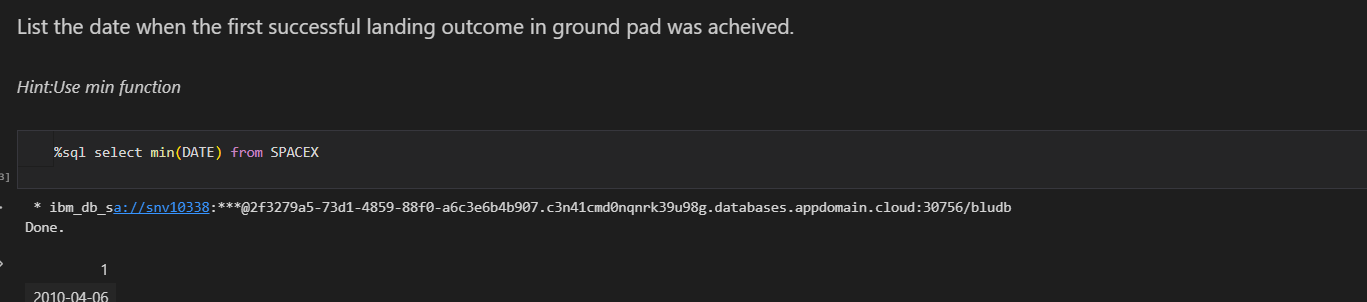 List the date when the first successful landing outcome in ground pad was acheived.
Hint:Use min function
%sql select min(DATE) from SPACEX
3]
* ibm_db_sa://snv10338:***@2f3279a5-73d1-4859-88f0-a6c3e6b4b907.c3n41cmd0nqnrk39u98g.databases.appdomain.cloud:30756/bludb
Done.
1
2010-04-06